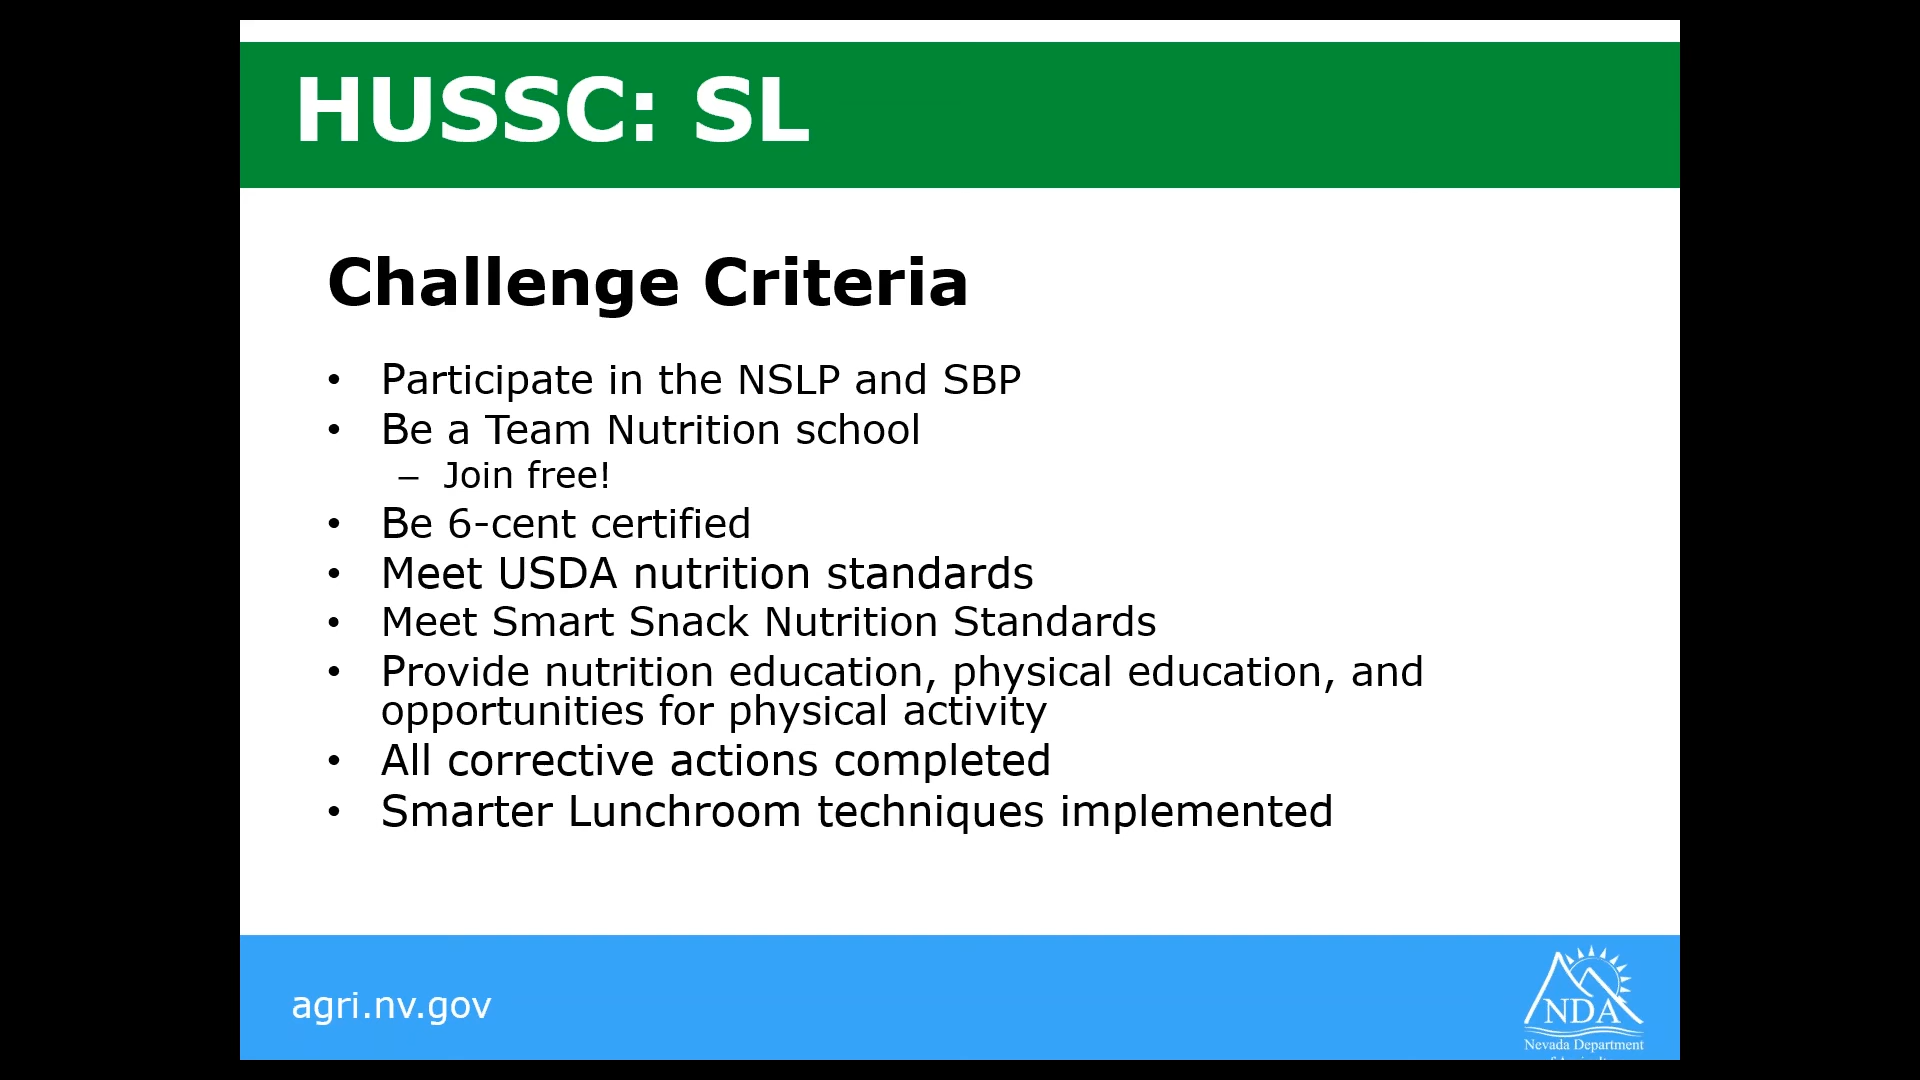 HUSSC: SL
Challenge Criteria
• Participate in the NSLP and SBP
• Be a Team Nutrition school
– Join free!
• Be 6-cent certified
• Meet USDA nutrition standards
• Meet Smart Snack Nutrition Standards
• Provide nutrition education, physical education, and
opportunities for physical activity
• All corrective actions completed
• Smarter Lunchroom techniques implemented
agri.nv.gov
NDA
Nevada Department